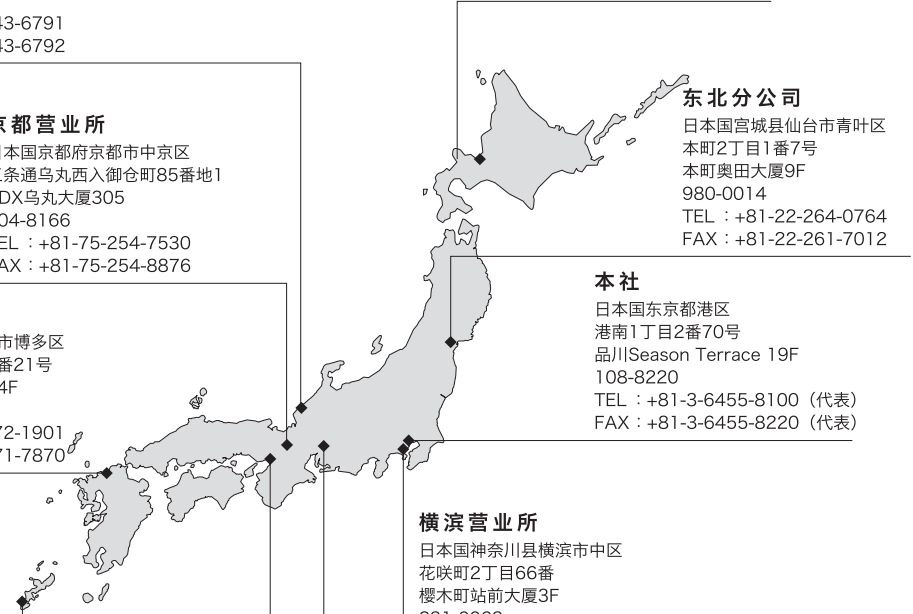 43-6791
43-6792
京都营业所
日本国京都府京都市中京区
条通乌丸西入御仓町85番地1
DX乌丸大厦305
04-8166
EL：+81-75-254-7530
AX：+81-75-254-8876
市博多区
番21号
4F
72-1901
71-7870
东北分公司
日本国宫城县仙台市青叶区
本町2丁目1番7号
本町奥田大厦9F
980-0014
TEL：+81-22-264-0764
FAX：+81-22-261-7012
本社
日本国东京都港区
港南1丁目2番70号
品川Season Terrace 19F
108-8220
TEL：+81-3-6455-8100（代表）
FAX：+81-3-6455-8220（代表）
横滨营业所
日本国神奈川县横滨市中区
花咲町2丁目66番
樱木町站前大厦3F